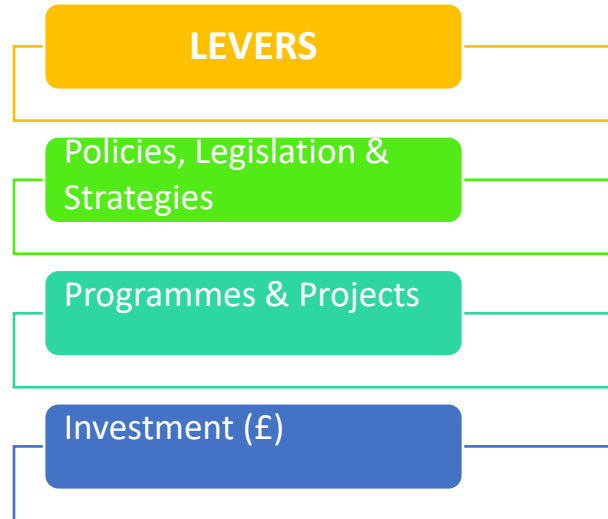 LEVERS
Policies, Legislation &
Strategies
Programmes & Projects
Investment (£)